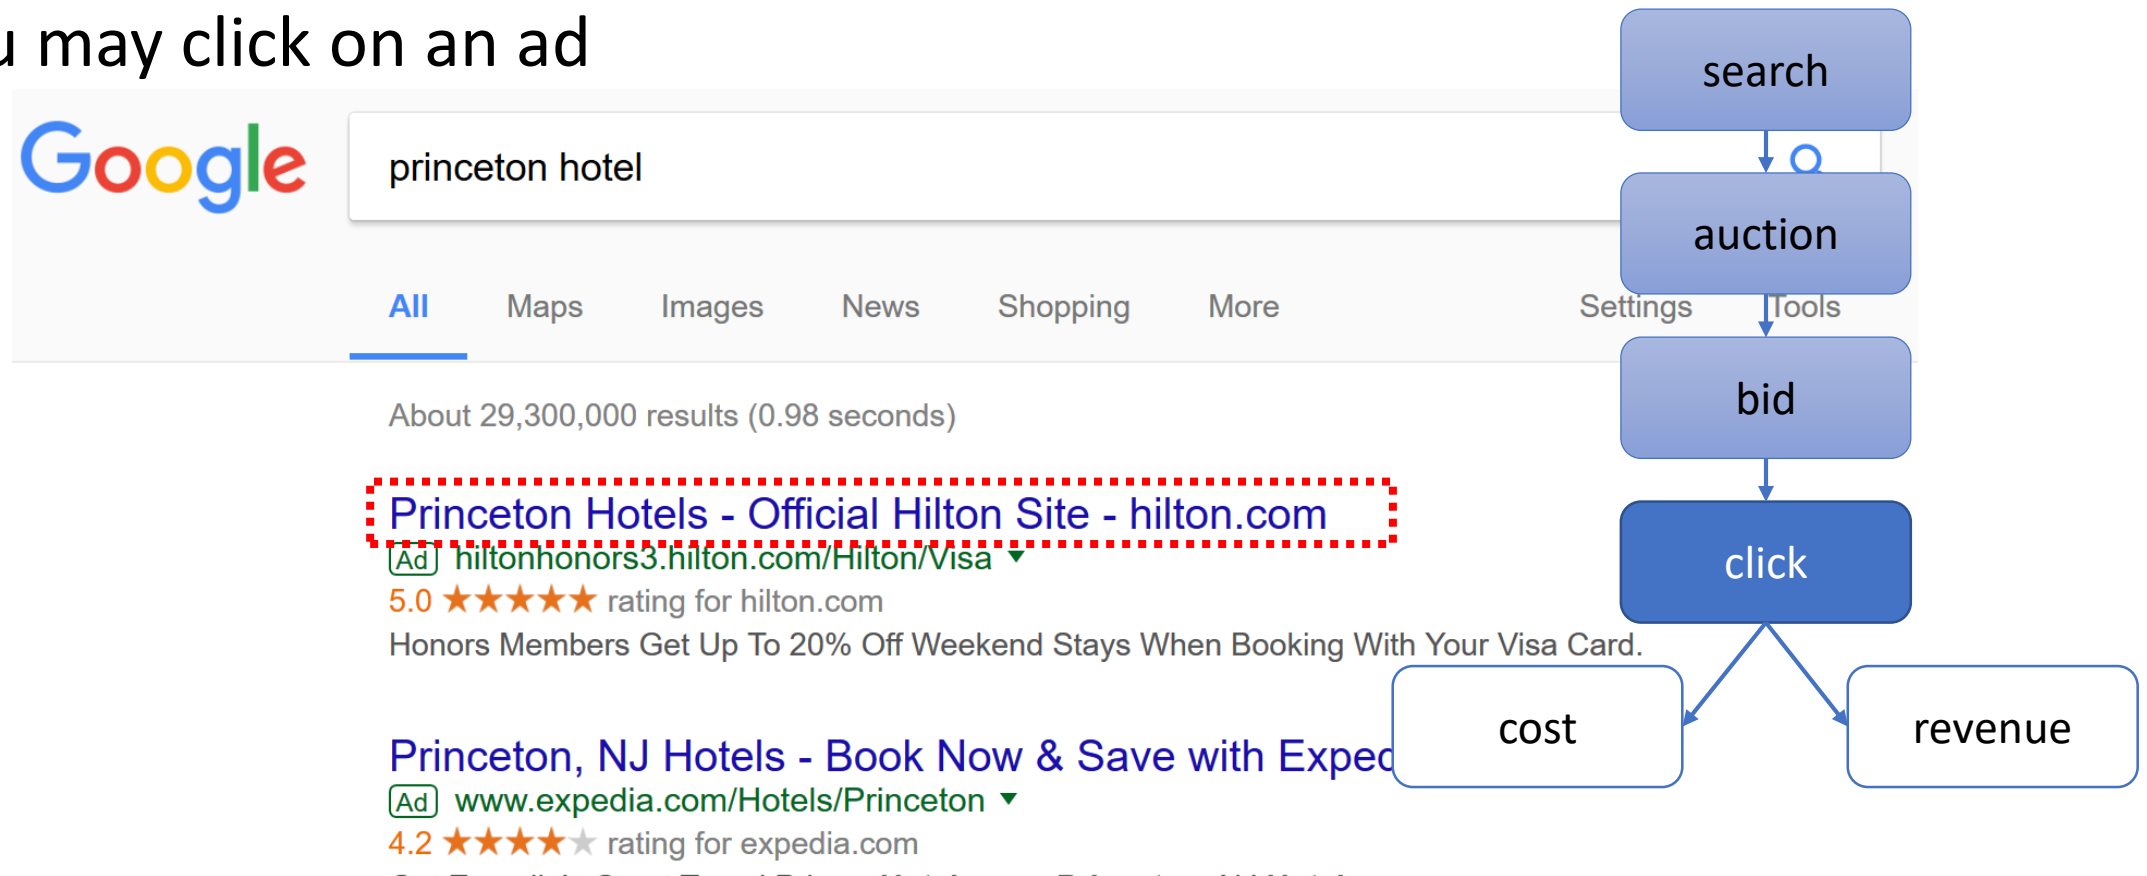 u may click on an ad
Google
princeton hotel
All Maps Images News Shopping More Settings Tools
About 29,300,000 results (0.98 seconds)
Princeton Hotels - Official Hilton Site - hilton.com
Ad hiltonhonors3.hilton.com/Hilton/Visa
5.0 ★★★★★ rating for hilton.com
Honors Members Get Up To 20% Off Weekend Stays When Booking With Your Visa Card.
Princeton, NJ Hotels - Book Now & Save with Exped
Ad www.expedia.com/Hotels/Princeton
4.2 ★★★★★ rating for expedia.com
search
auction
bid
click
cost
revenue